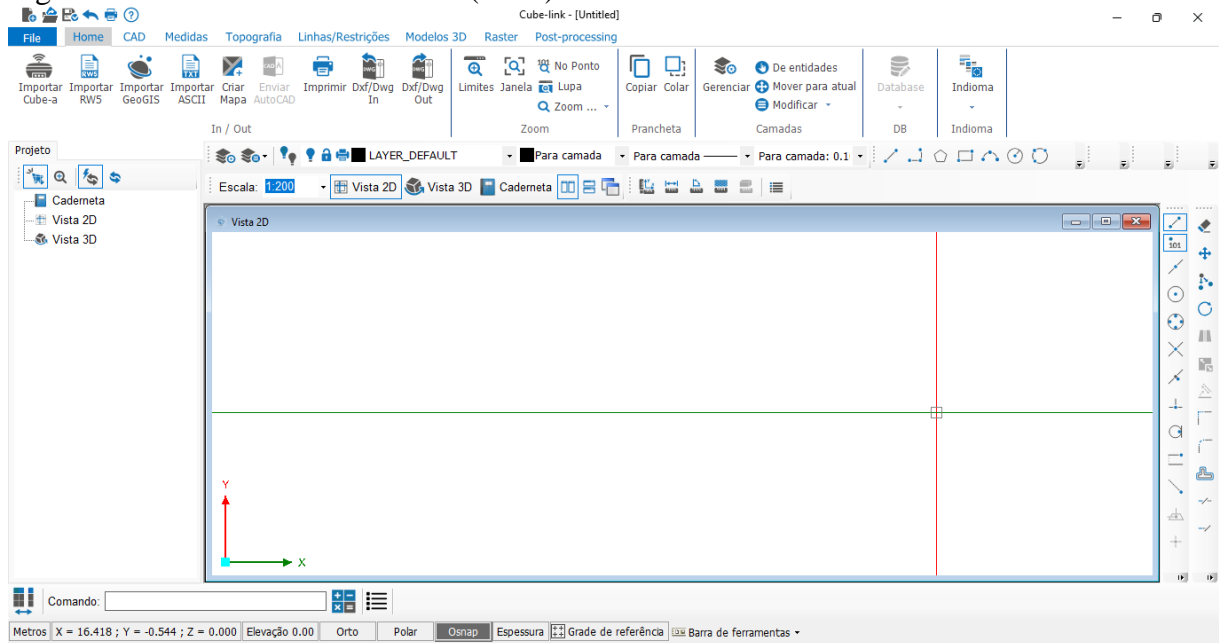 Cube-link - [Untitled]
File Home CAD Medidas Topografia Linhas/Restrições Modelos 3D Raster Post-processing
Importar Cube-a
Importar RW5
Importar GeoGIS
Importar ASCII
Criar Mapa
Enviar AutoCAD
Imprimir
Dxf/Dwg In
Dxf/Dwg Out
In / Out
Limites
Janela
No Ponto
Lupa
Zoom ...
Zoom
Copiar
Colar
Prancheta
Gerenciar
De entidades
Mover para atual
Modificar
Camadas
Database
DB
Indioma
Indioma
Projeto
LAYER_DEFAULT Para camada Para camada Para camada: 0.1
Escala: 1:200 Vista 2D Vista 3D Caderneta
Caderneta
Vista 2D
Vista 3D
Vista 2D
101
Y
X
Comando:
Metros X = 16.418 ; Y = -0.544 ; Z = 0.000 Elevação 0.00 Orto Polar Osnap Espessura Grade de referência Barra de ferramentas